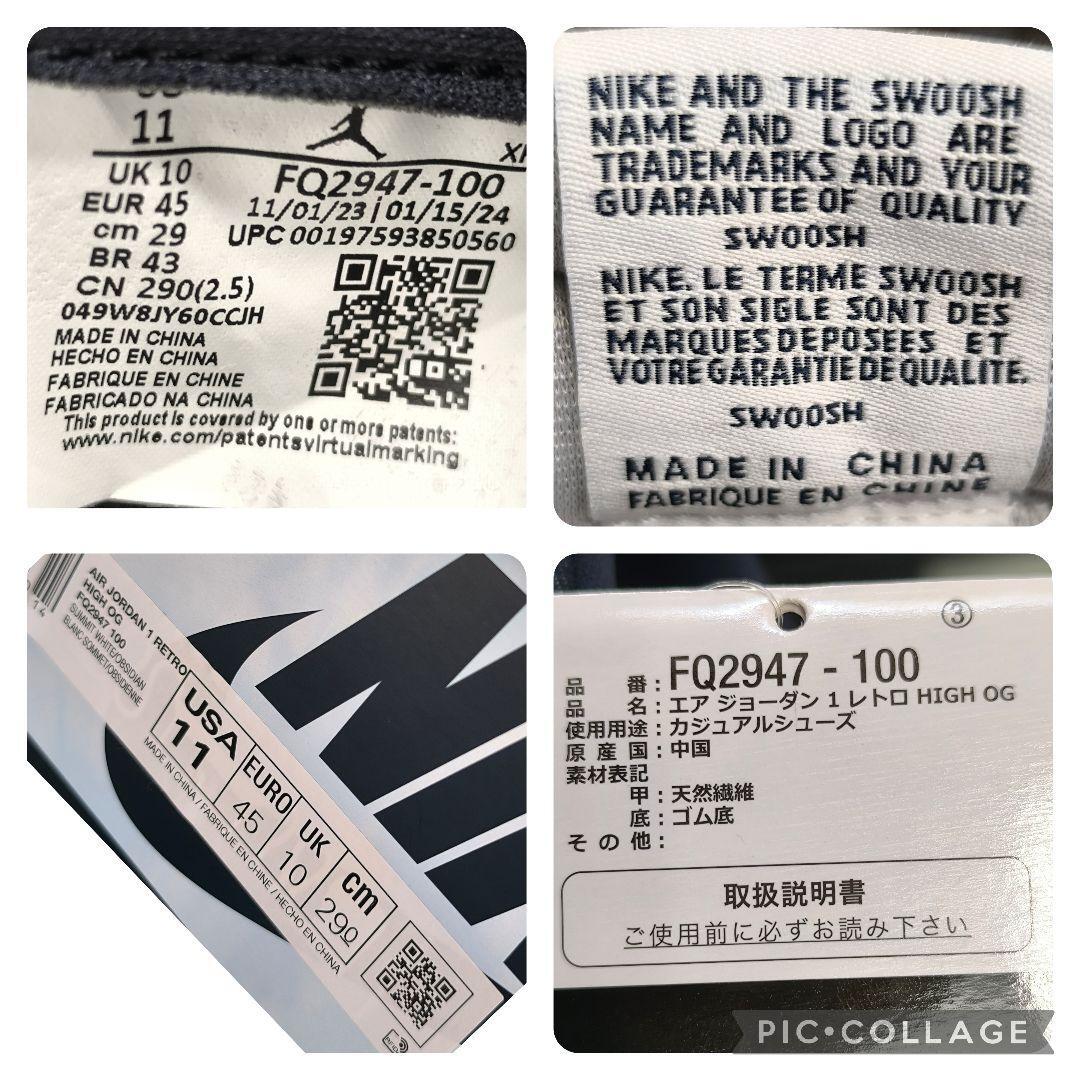 11
UK 10
EUR 45
cm 29
BR 43
CN 290(2.5)
049W8JY60CCJH
MADE IN CHINA
HECHO EN CHINA
FABRIQUE EN CHINE
FABRICADO NA CHINA
FQ2947-100
11/01/23 | 01/15/24
UPC 00197593850560
This product is covered by one or more patents:
www.nike.com/patentsvirtualmarking
NIKE AND THE SWOOSH
NAME AND LOGO ARE
TRADEMARKS AND YOUR
GUARANTEE OF QUALITY
SWOOSH
NIKE. LE TERME SWOOSH
ET SON SIGLE SONT DES
MARQUES DEPOSEES ET
VOTRE GARANTIE DE QUALITE.
SWOOSH
MADE IN CHINA
FABRIQUE EN CHINE
AIR JORDAN 1 RETRO
HIGH OG
FQ2947 100
SUMMIT WHITE/OBSIDIAN
BLANC SOMMET/OBSIDIENNE
USA
11
EURO
45
UK
10
cm
290
MADE IN CHINA / FABRIQUE EN CHINE / HECHO EN CHINA
③
品 番 : FQ2947 - 100
品 名 : エア ジョーダン 1 レトロ HIGH OG
使用用途 : カジュアルシューズ
原 産 国 : 中国
素材表記
甲 : 天然繊維
底 : ゴム底
そ の 他 :
取扱説明書
ご使用前に必ずお読み下さい
PIC•COLLAGE